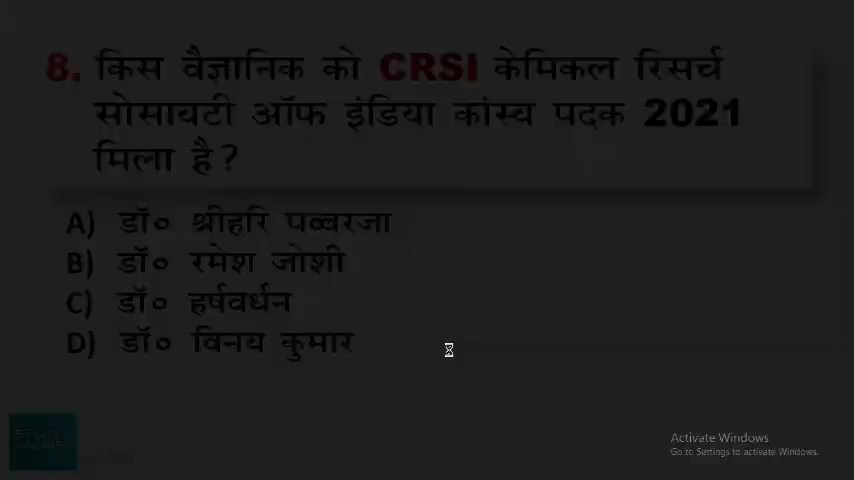 8. किस वैज्ञानिक को CRSI केमिकल रिसर्च
सोसायटी ऑफ इंडिया कांस्य पदक 2021
मिला है?
A) डॉ० श्रीहरि पब्बरजा
B) डॉ० रमेश जोशी
C) डॉ० हर्षवर्धन
D) डॉ० विनय कुमार
Activate Windows
Go to Settings to activate Windows.